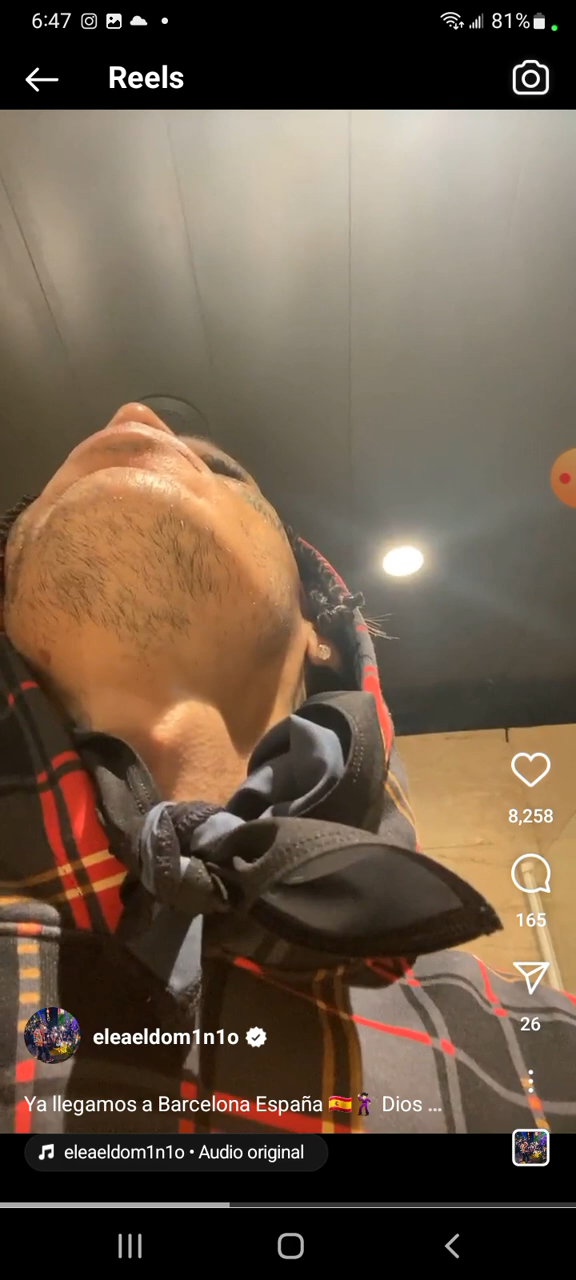 6:47 81%
Reels
8,258
165
26
eleaeldom1n1o
Ya llegamos a Barcelona España 🇪🇸🕺 Dios ...
eleaeldom1n1o • Audio original